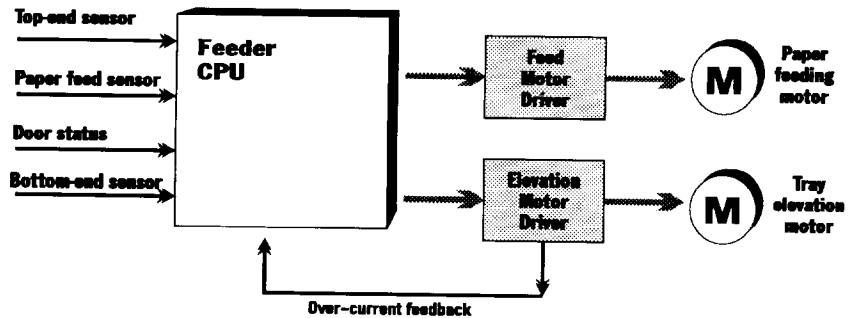 Top-end sensor
Paper feed sensor
Door status
Bottom-end sensor
Feeder
CPU
Feed
Motor
Driver
M
Paper
feeding
motor
Elevation
Motor
Driver
M
Tray
elevation
motor
Over-current feedback